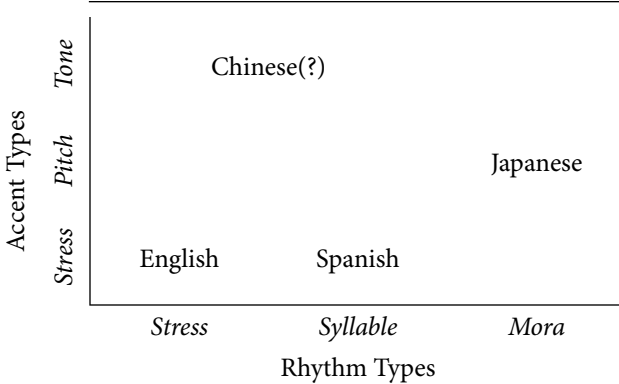 Accent Types
Tone
Pitch
Stress
Chinese(?)
Japanese
English
Spanish
Stress
Syllable
Mora
Rhythm Types